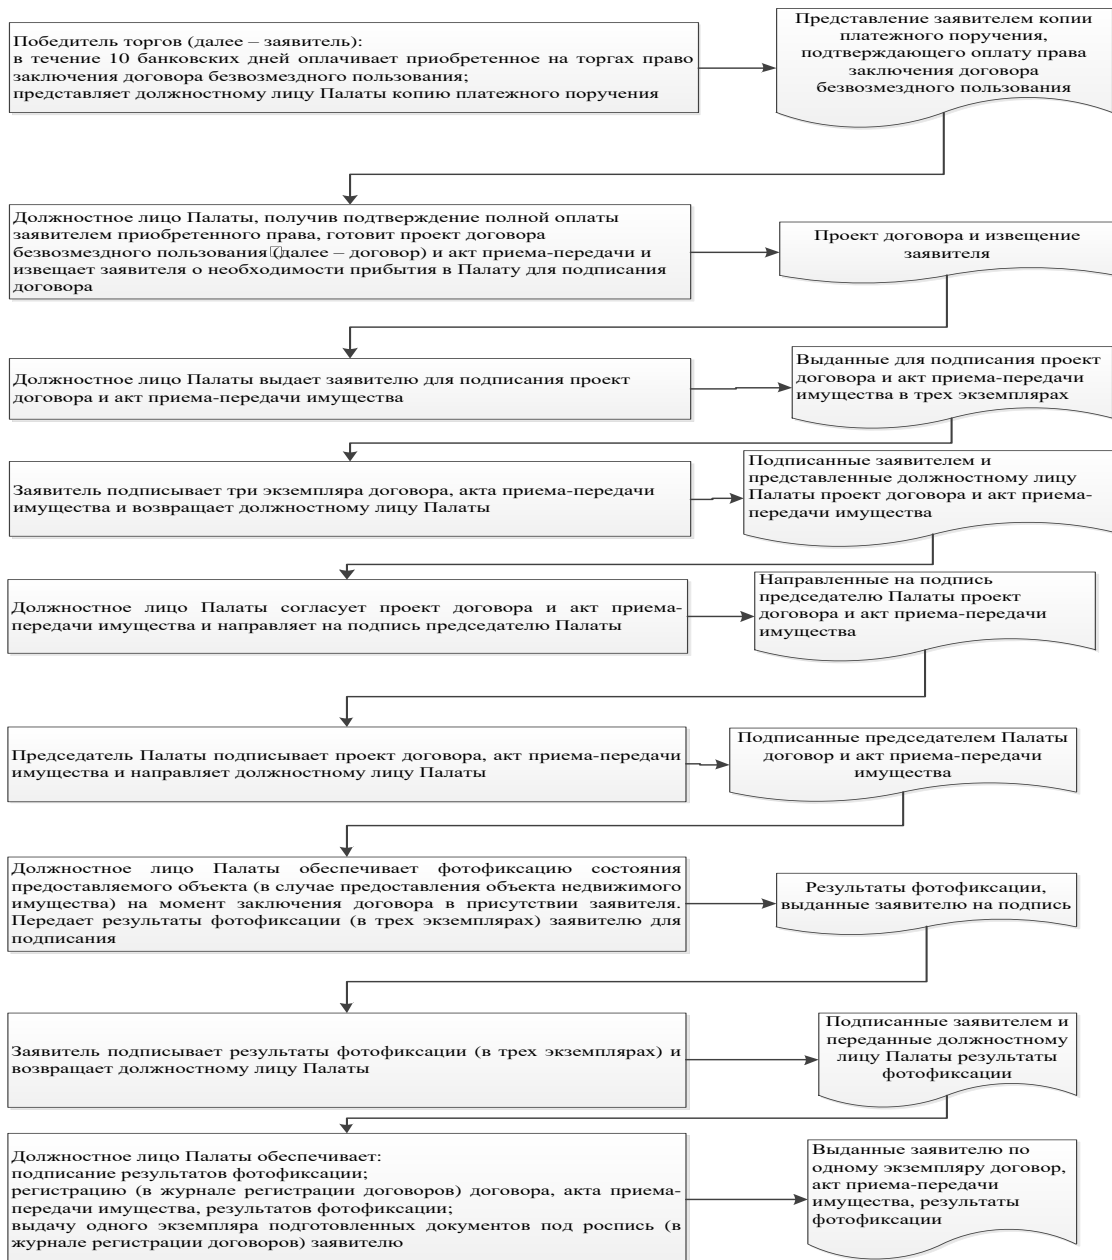 Победитель торгов (далее – заявитель):
в течение 10 банковских дней оплачивает приобретенное на торгах право
заключения договора безвозмездного пользования;
представляет должностному лицу Палаты копию платежного поручения
Представление заявителем копии
платежного поручения,
подтверждающего оплату права
заключения договора
безвозмездного пользования
Должностное лицо Палаты, получив подтверждение полной оплаты
заявителем приобретенного права, готовит проект договора
безвозмездного пользования (далее – договор) и акт приема-передачи и
извещает заявителя о необходимости прибытия в Палату для подписания
договора
Проект договора и извещение
заявителя
Должностное лицо Палаты выдает заявителю для подписания проект
договора и акт приема-передачи имущества
Выданные для подписания проект
договора и акт приема-передачи
имущества в трех экземплярах
Заявитель подписывает три экземпляра договора, акта приема-передачи
имущества и возвращает должностному лицу Палаты
Подписанные заявителем и
представленные должностному лицу
Палаты проект договора и акт приема-
передачи имущества
Должностное лицо Палаты согласует проект договора и акт приема-
передачи имущества и направляет на подпись председателю Палаты
Направленные на подпись
председателю Палаты проект
договора и акт приема-передачи
имущества
Председатель Палаты подписывает проект договора, акт приема-передачи
имущества и направляет должностному лицу Палаты
Подписанные председателем Палаты
договор и акт приема-передачи
имущества
Должностное лицо Палаты обеспечивает фотофиксацию состояния
предоставляемого объекта (в случае предоставления объекта недвижимого
имущества) на момент заключения договора в присутствии заявителя.
Передает результаты фотофиксации (в трех экземплярах) заявителю для
подписания
Результаты фотофиксации,
выданные заявителю на подпись
Заявитель подписывает результаты фотофиксации (в трех экземплярах) и
возвращает должностному лицу Палаты
Подписанные заявителем и
переданные должностному
лицу Палаты результаты
фотофиксации
Должностное лицо Палаты обеспечивает:
подписание результатов фотофиксации;
регистрацию (в журнале регистрации договоров) договора, акта приема-
передачи имущества, результатов фотофиксации;
выдачу одного экземпляра подготовленных документов под роспись (в
журнале регистрации договоров) заявителю
Выданные заявителю по
одному экземпляру договор,
акт приема-передачи
имущества, результаты
фотофиксации